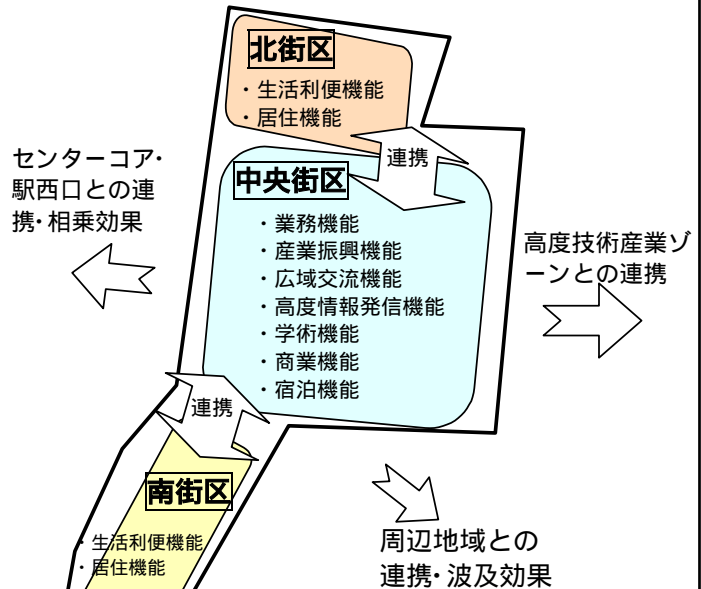 北街区
・生活利便機能
・居住機能
連携
センターコア・
駅西口との連
携・相乗効果
中央街区
・業務機能
・産業振興機能
・広域交流機能
・高度情報発信機能
・学術機能
・商業機能
・宿泊機能
高度技術産業ゾ
ーンとの連携
連携
南街区
・生活利便機能
・居住機能
周辺地域との
連携・波及効果